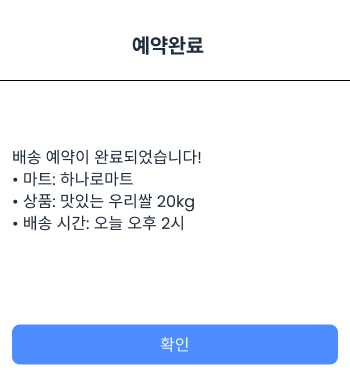 예약완료
배송 예약이 완료되었습니다!
• 마트: 하나로마트
• 상품: 맛있는 우리쌀 20kg
• 배송 시간: 오늘 오후 2시
확인